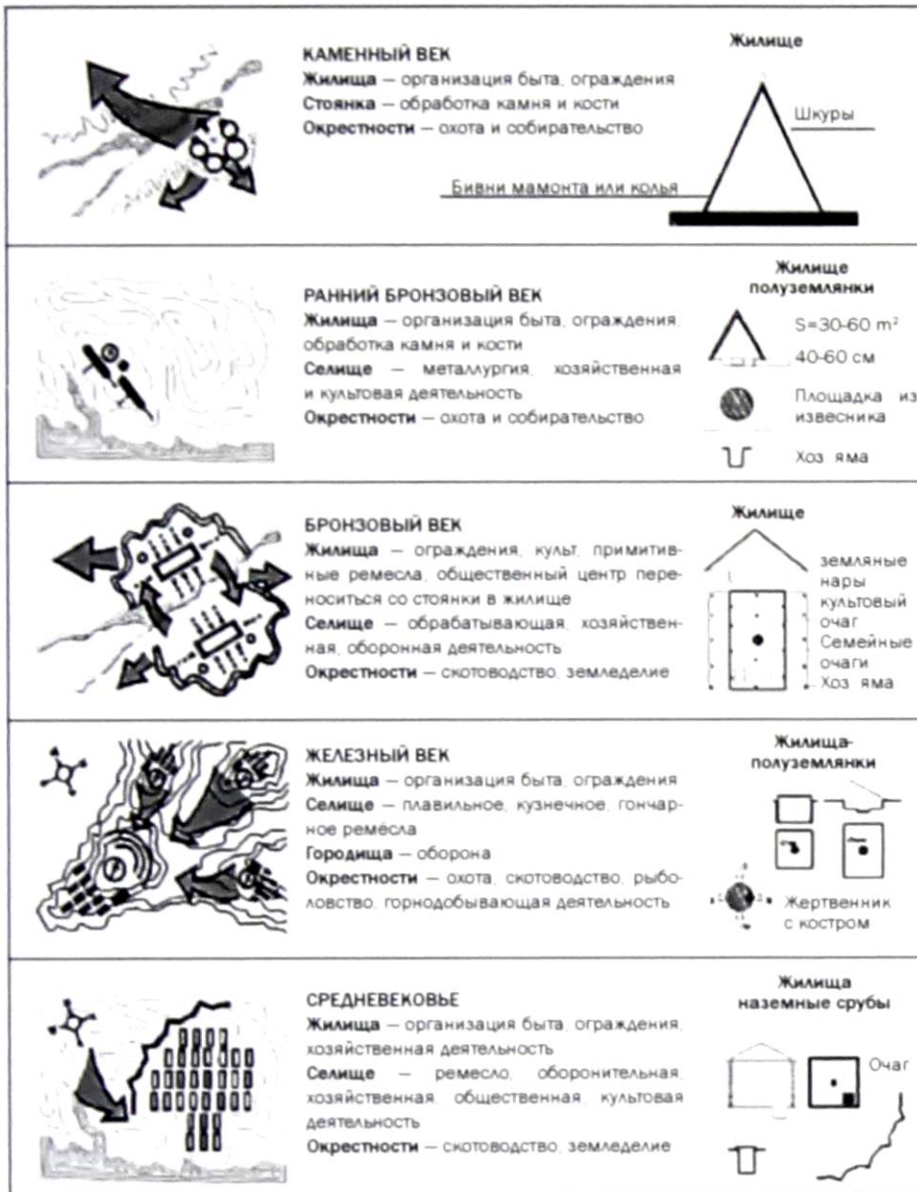 КАМЕННЫЙ ВЕК
Жилища – организация быта, ограждения
Стоянка – обработка камня и кости
Окрестности – охота и собирательство
Жилище
Шкуры
Бивни мамонта или колья
РАННИЙ БРОНЗОВЫЙ ВЕК
Жилища – организация быта, ограждения,
обработка камня и кости
Селище – металлургия, хозяйственная
и культовая деятельность
Окрестности – охота и собирательство
Жилище
полуземлянки
S=30-60 m²
40-60 см
Площадка из
извесника
Хоз яма
БРОНЗОВЫЙ ВЕК
Жилища – ограждения, культ, примитив-
ные ремесла, общественный центр пере-
носиться со стоянки в жилище
Селище – обрабатывающая, хозяйствен-
ная, оборонная деятельность
Окрестности – скотоводство, земледелие
Жилище
земляные
нары
культовый
очаг
Семейные
очаги
Хоз яма
ЖЕЛЕЗНЫЙ ВЕК
Жилища – организация быта, ограждения
Селище – плавильное, кузнечное, гончар-
ное ремёсла
Городища – оборона
Окрестности – охота, скотоводство, рыбо-
ловство, горнодобывающая деятельность
Жилища-
полуземлянки
Жертвенник
с костром
СРЕДНЕВЕКОВЬЕ
Жилища – организация быта, ограждения,
хозяйственная деятельность
Селище – ремесло, оборонительная,
хозяйственная, общественная, культовая
деятельность
Окрестности – скотоводство, земледелие
Жилища
наземные срубы
Очаг